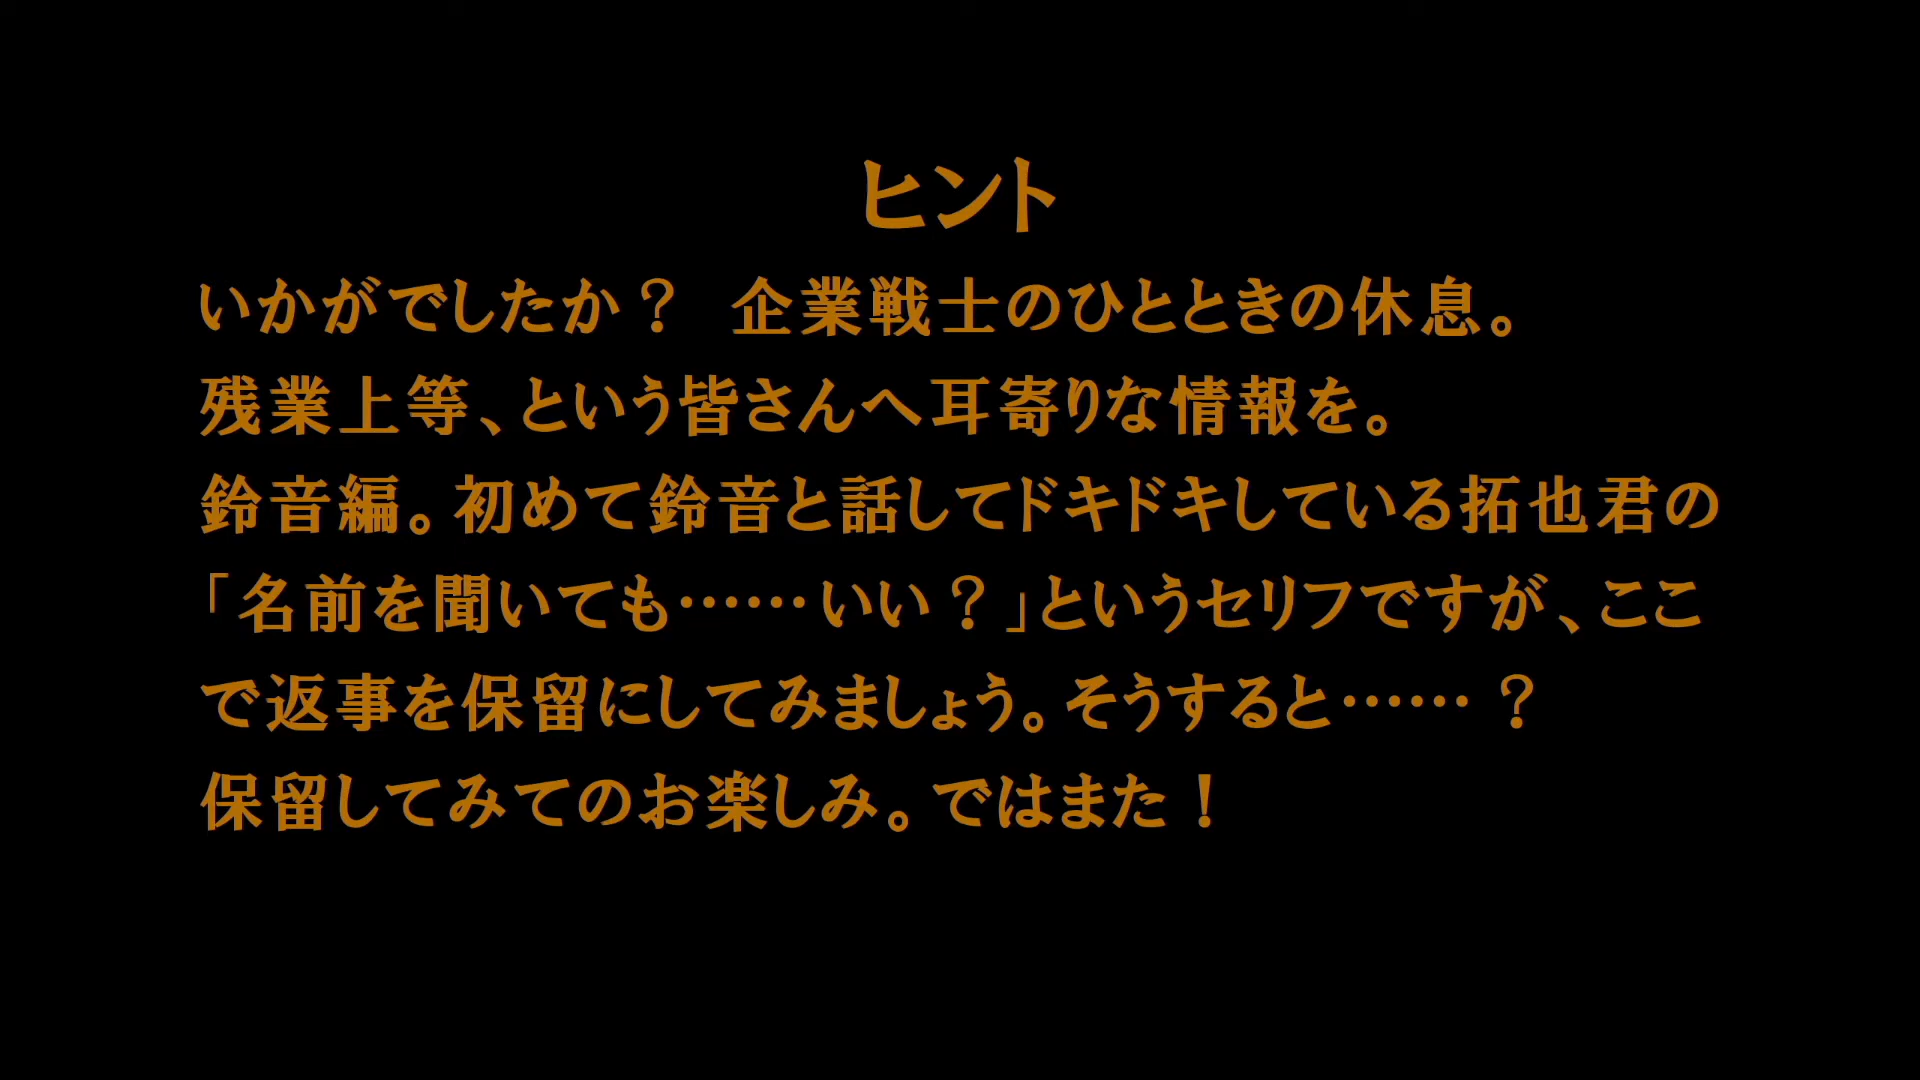 ヒント
いかがでしたか？　企業戦士のひとときの休息。
残業上等、という皆さんへ耳寄りな情報を。
鈴音編。初めて鈴音と話してドキドキしている拓也君の
「名前を聞いても……いい？」というセリフですが、ここ
で返事を保留にしてみましょう。そうすると……？
保留してみてのお楽しみ。ではまた！